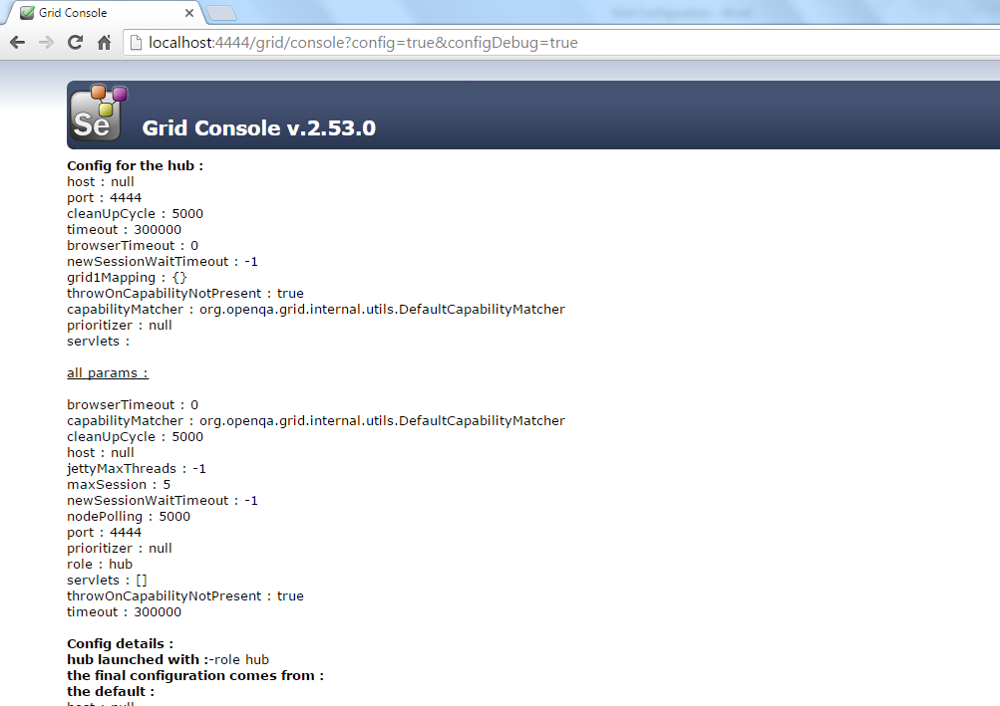 Grid Console
localhost:4444/grid/console?config=true&configDebug=true
Se
Grid Console v.2.53.0
Config for the hub :
host : null
port : 4444
cleanUpCycle : 5000
timeout : 300000
browserTimeout : 0
newSessionWaitTimeout : -1
grid1Mapping : {}
throwOnCapabilityNotPresent : true
capabilityMatcher : org.openqa.grid.internal.utils.DefaultCapabilityMatcher
prioritizer : null
servlets :
all params :
browserTimeout : 0
capabilityMatcher : org.openqa.grid.internal.utils.DefaultCapabilityMatcher
cleanUpCycle : 5000
host : null
jettyMaxThreads : -1
maxSession : 5
newSessionWaitTimeout : -1
nodePolling : 5000
port : 4444
prioritizer : null
role : hub
servlets : []
throwOnCapabilityNotPresent : true
timeout : 300000
Config details :
hub launched with :-role hub
the final configuration comes from :
the default :
host : null